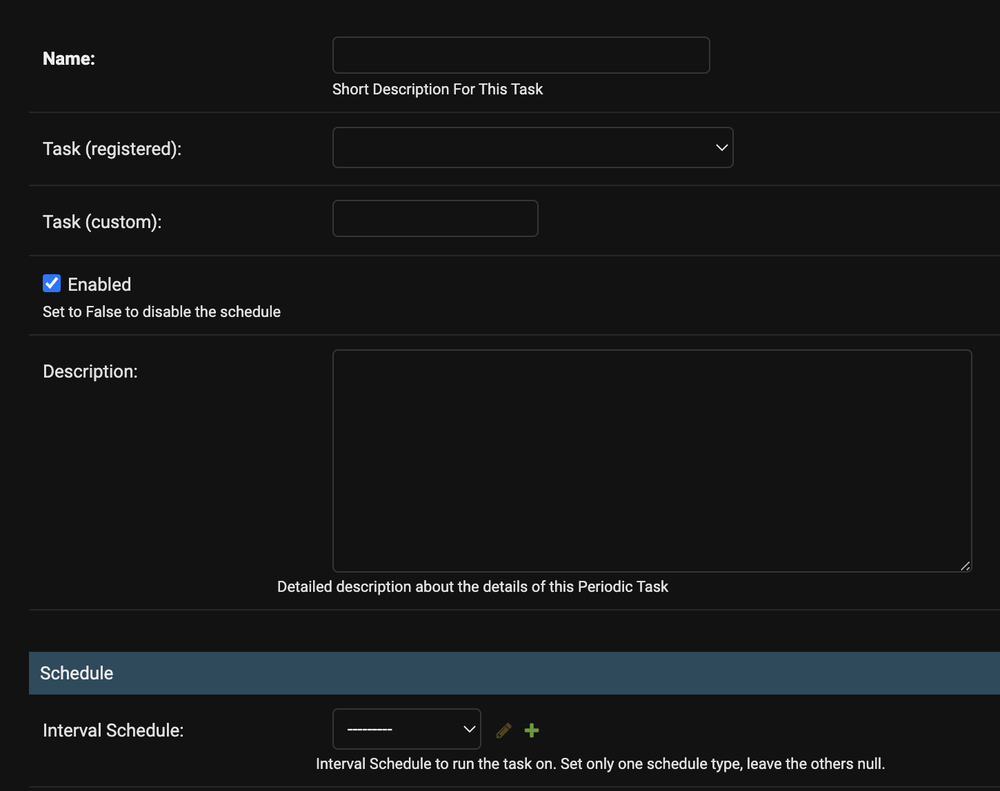 Name:
Short Description For This Task
Task (registered):
Task (custom):
Enabled
Set to False to disable the schedule
Description:
Detailed description about the details of this Periodic Task
Schedule
Interval Schedule:
---------
Interval Schedule to run the task on. Set only one schedule type, leave the others null.